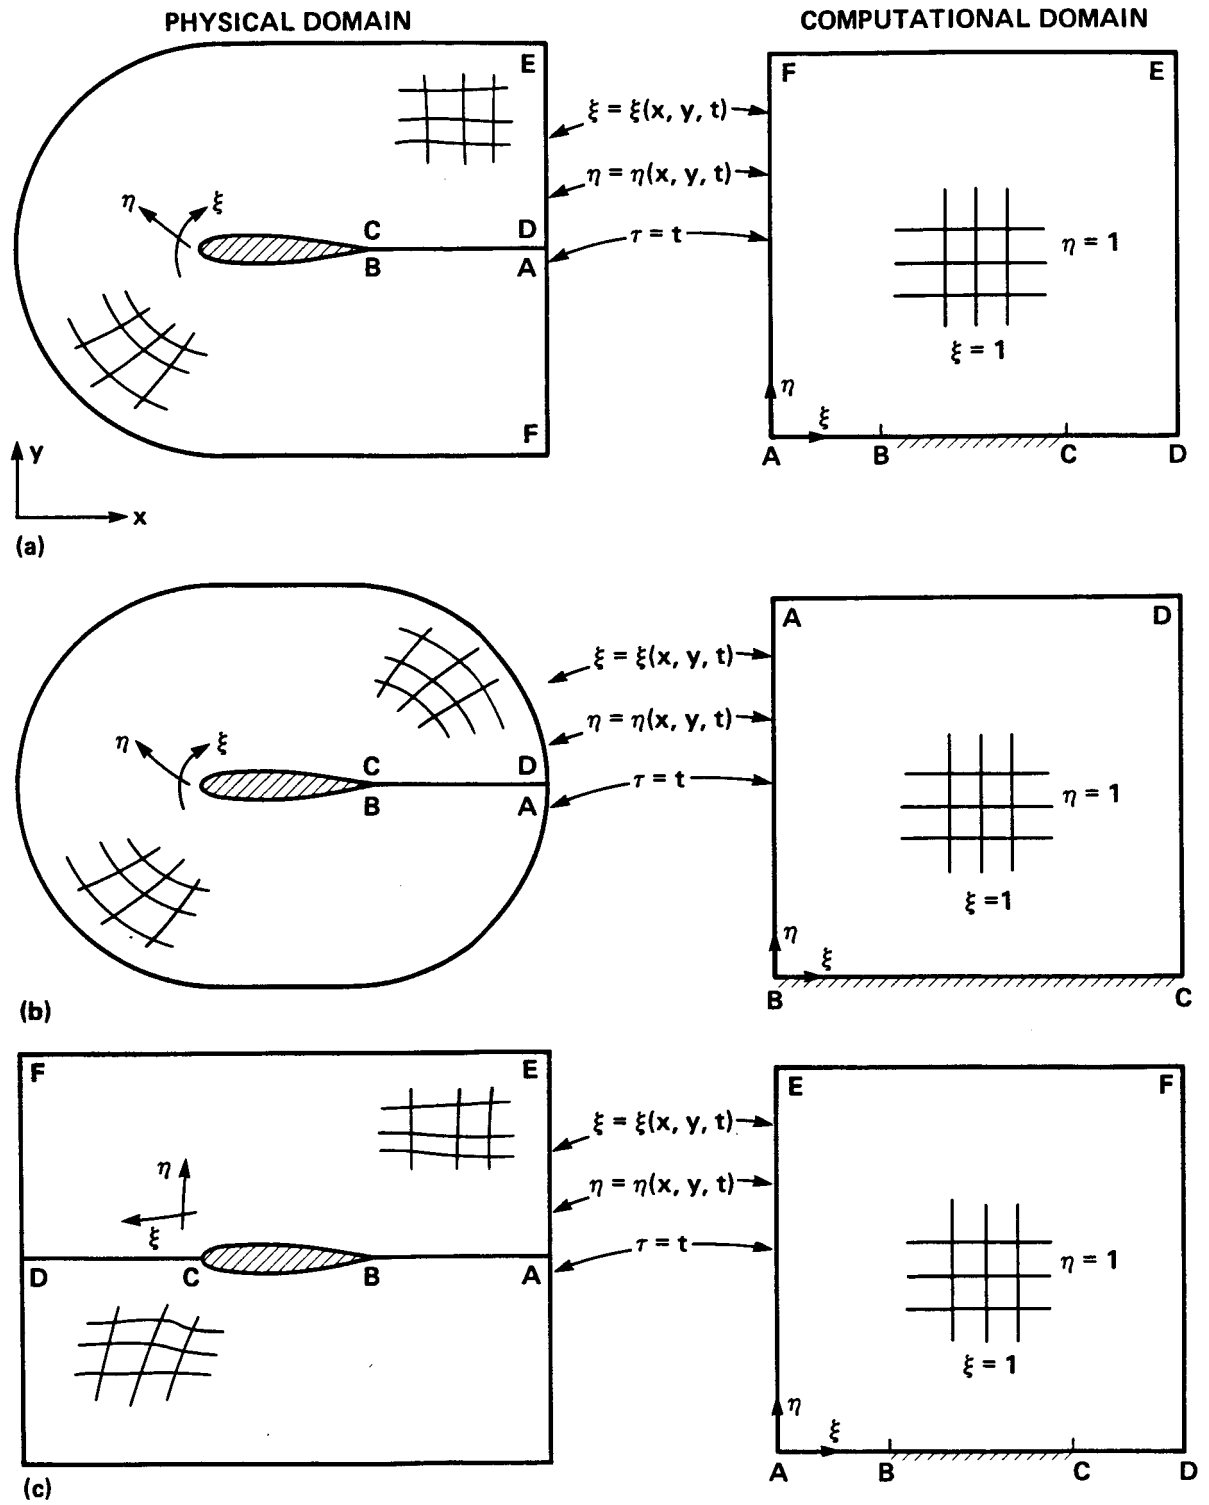 PHYSICAL DOMAIN
COMPUTATIONAL DOMAIN
E
ξ = ξ(x, y, t)
η = η(x, y, t)
τ = t
η
ξ
C
D
B
A
F
y
x
(a)
F
E
η = 1
ξ = 1
η
ξ
A
B
C
D
ξ = ξ(x, y, t)
η = η(x, y, t)
τ = t
η
ξ
C
D
B
A
(b)
A
D
η = 1
ξ =1
η
ξ
B
C
F
E
ξ = ξ(x, y, t)
η = η(x, y, t)
τ = t
η
ξ
D
C
B
A
(c)
E
F
η = 1
ξ = 1
η
ξ
A
B
C
D